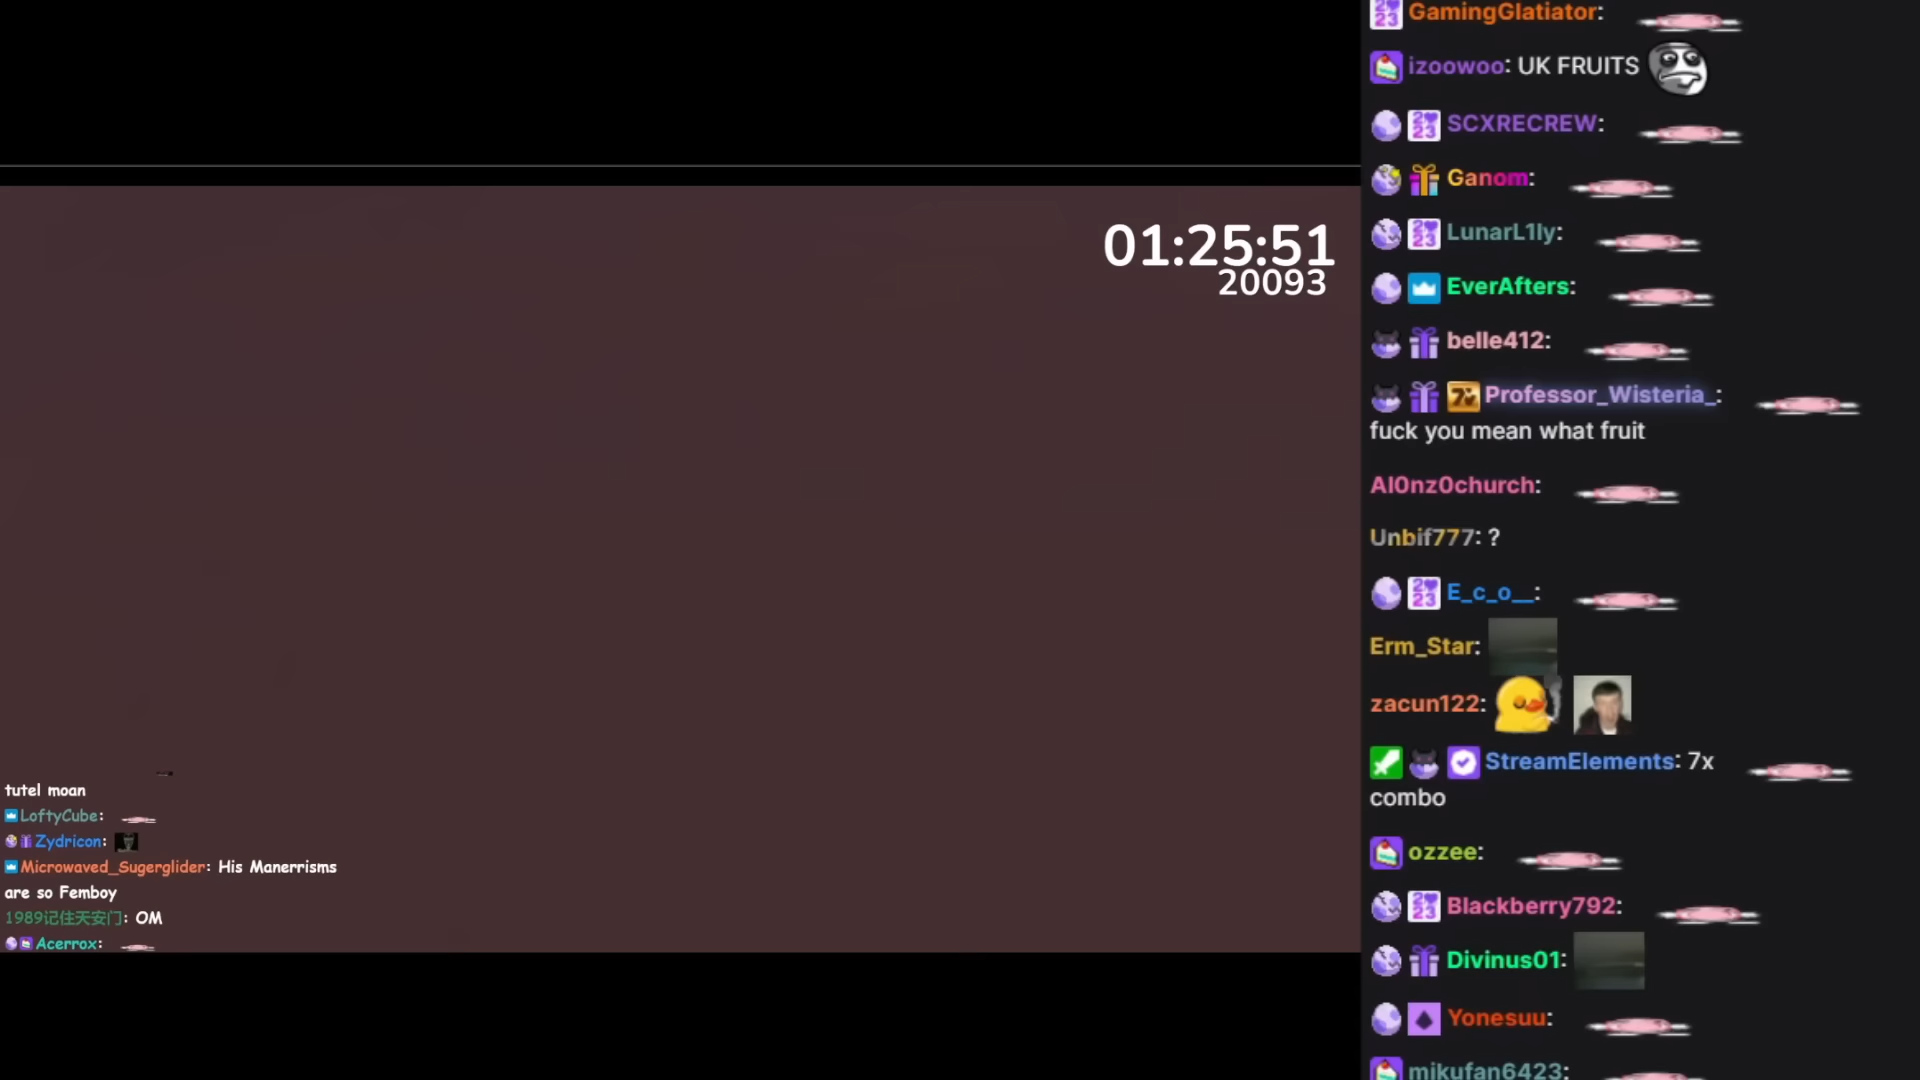 01:25:51
20093
tutel moan
LoftyCube:
Zydricon:
Microwaved_Sugerglider: His Manerrisms
are so Femboy
1989记住天安门: OM
Acerrox:
GamingGlatiator:
izoowoo: UK FRUITS
SCXRECREW:
Ganom:
LunarL1ly:
EverAfters:
belle412:
Professor_Wisteria_:
fuck you mean what fruit
Al0nz0church:
Unbif777: ?
E_c_o__:
Erm_Star:
zacun122:
StreamElements: 7x
combo
ozzee:
Blackberry792:
Divinus01:
Yonesuu:
mikufan6423: